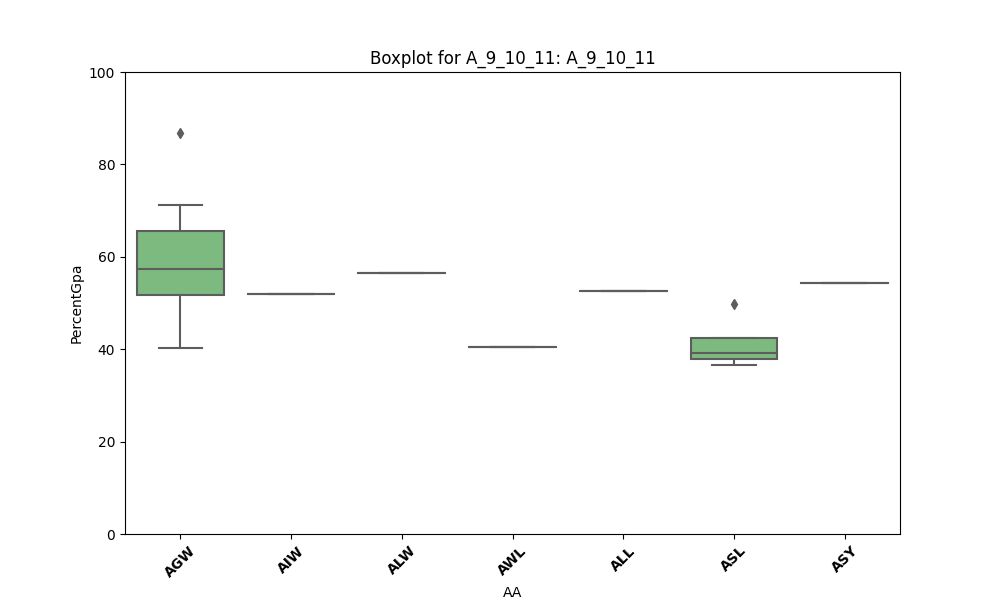 Boxplot for A_9_10_11: A_9_10_11
100
80
60
40
20
0
PercentGpa
AGW
AIW
ALW
AWL
ALL
ASL
ASY
AA